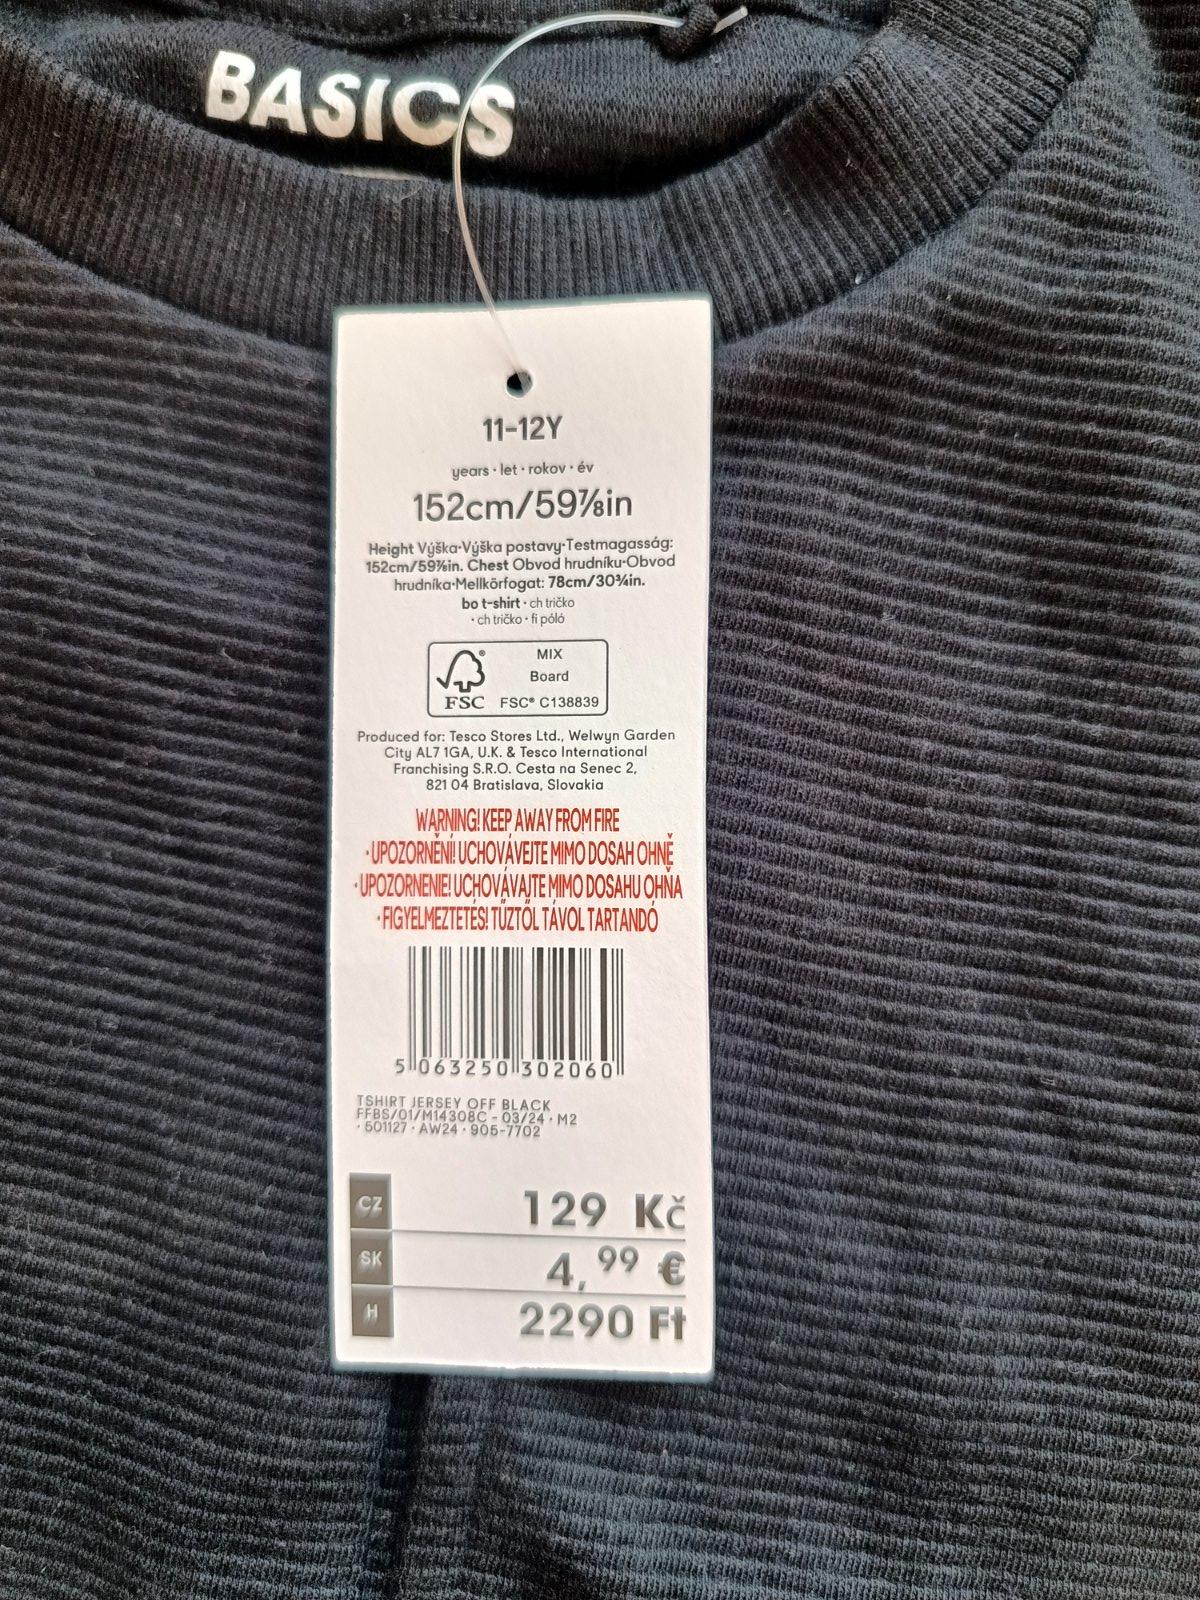 BASICS
11-12Y
years · let · rokov · év
152cm/59⅞in
Height Výška·Výška postavy·Testmagasság:
152cm/59⅞in. Chest Obvod hrudníku·Obvod
hrudníka·Mellkörfogat: 78cm/30¾in.
bo t-shirt · ch tričko
· ch tričko · fi póló
MIX
Board
FSC® C138839
FSC
Produced for: Tesco Stores Ltd., Welwyn Garden
City AL7 1GA, U.K. & Tesco International
Franchising S.R.O. Cesta na Senec 2,
821 04 Bratislava, Slovakia
WARNING! KEEP AWAY FROM FIRE
· UPOZORNĚNÍ! UCHOVÁVEJTE MIMO DOSAH OHNĚ
· UPOZORNENIE! UCHOVÁVAJTE MIMO DOSAHU OHŇA
· FIGYELMEZTETÉS! TŰZTŐL TÁVOL TARTANDÓ
5 063250 302060
TSHIRT JERSEY OFF BLACK
FFBS/01/M14308C - 03/24 · M2
· 501127 · AW24 · 905-7702
CZ 129 Kč
SK 4,99 €
H 2290 Ft